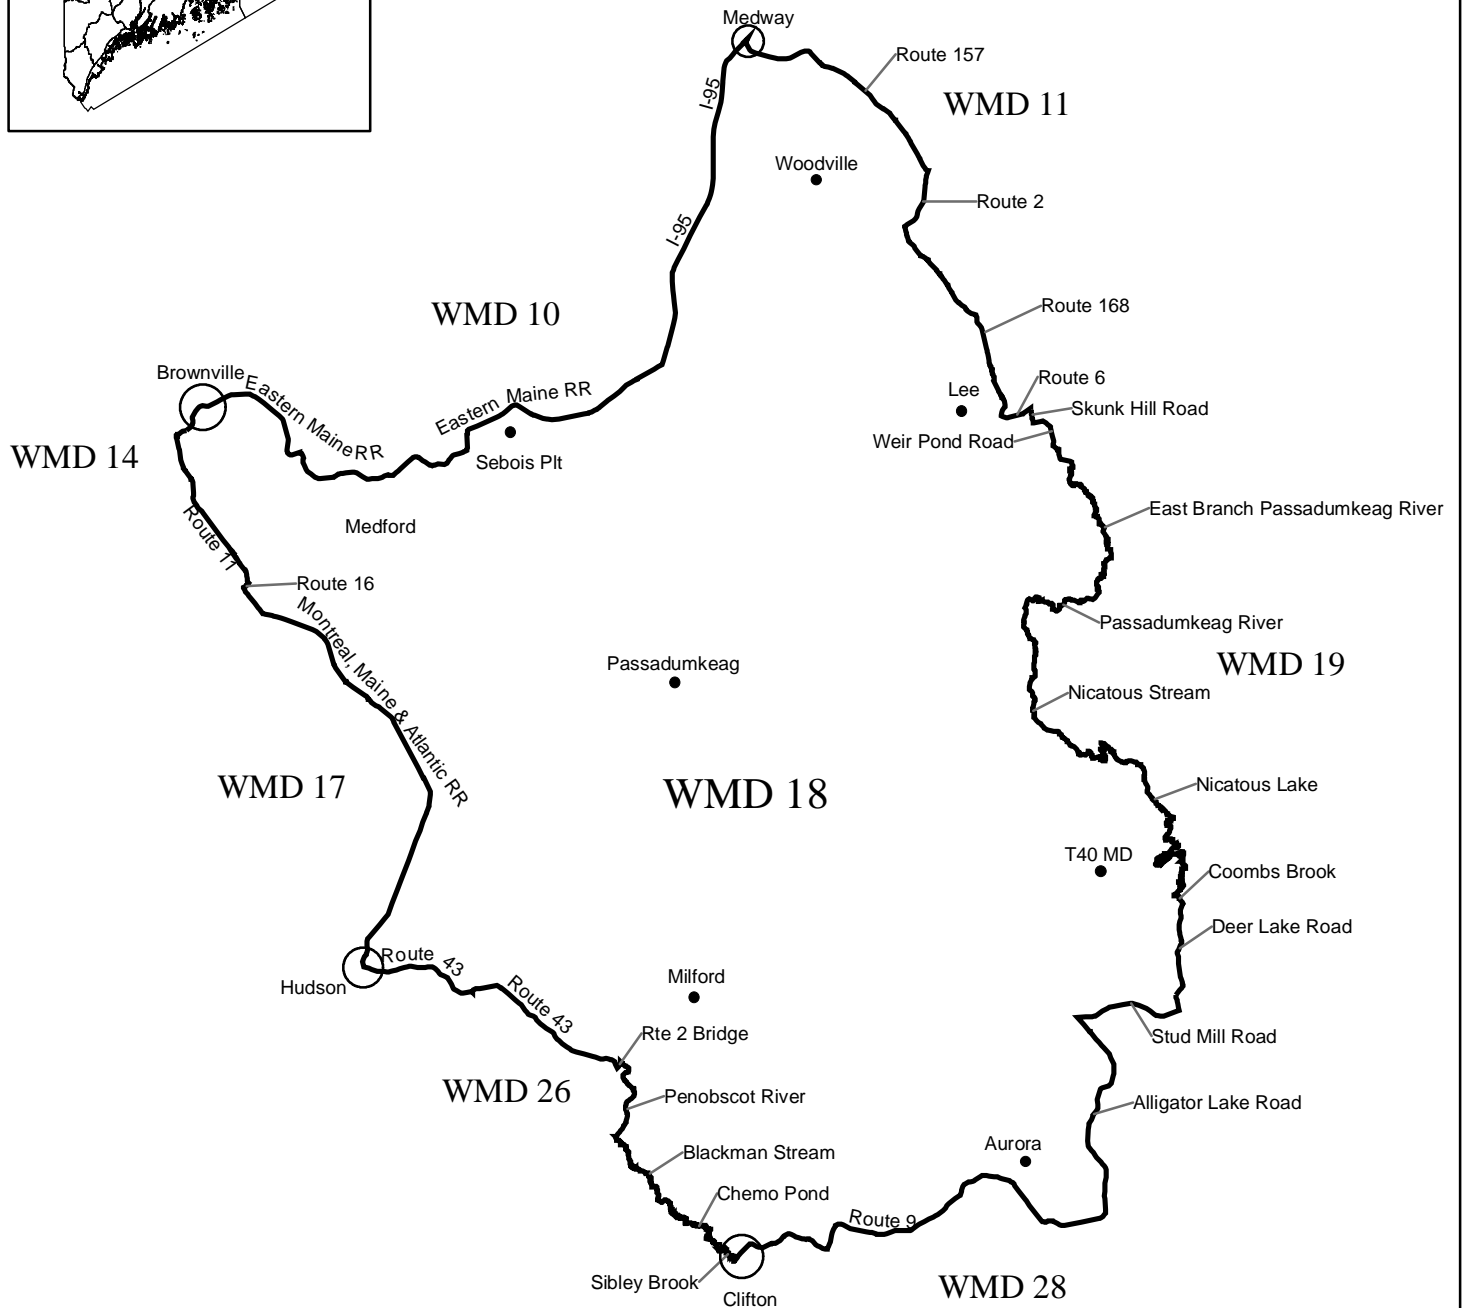 Medway
Route 157
I-95
WMD 11
Woodville
Route 2
I-95
WMD 10
Route 168
Brownville
Eastern Maine RR
Eastern Maine RR
Route 6
Lee
Skunk Hill Road
Weir Pond Road
WMD 14
Sebois Plt
East Branch Passadumkeag River
Medford
Route 11
Route 16
Montreal, Maine & Atlantic RR
Passadumkeag River
Passadumkeag
WMD 19
Nicatous Stream
WMD 17
WMD 18
Nicatous Lake
T40 MD
Coombs Brook
Deer Lake Road
Route 43
Hudson
Milford
Route 43
Rte 2 Bridge
Stud Mill Road
WMD 26
Penobscot River
Alligator Lake Road
Aurora
Blackman Stream
Chemo Pond
Route 9
Sibley Brook
Clifton
WMD 28